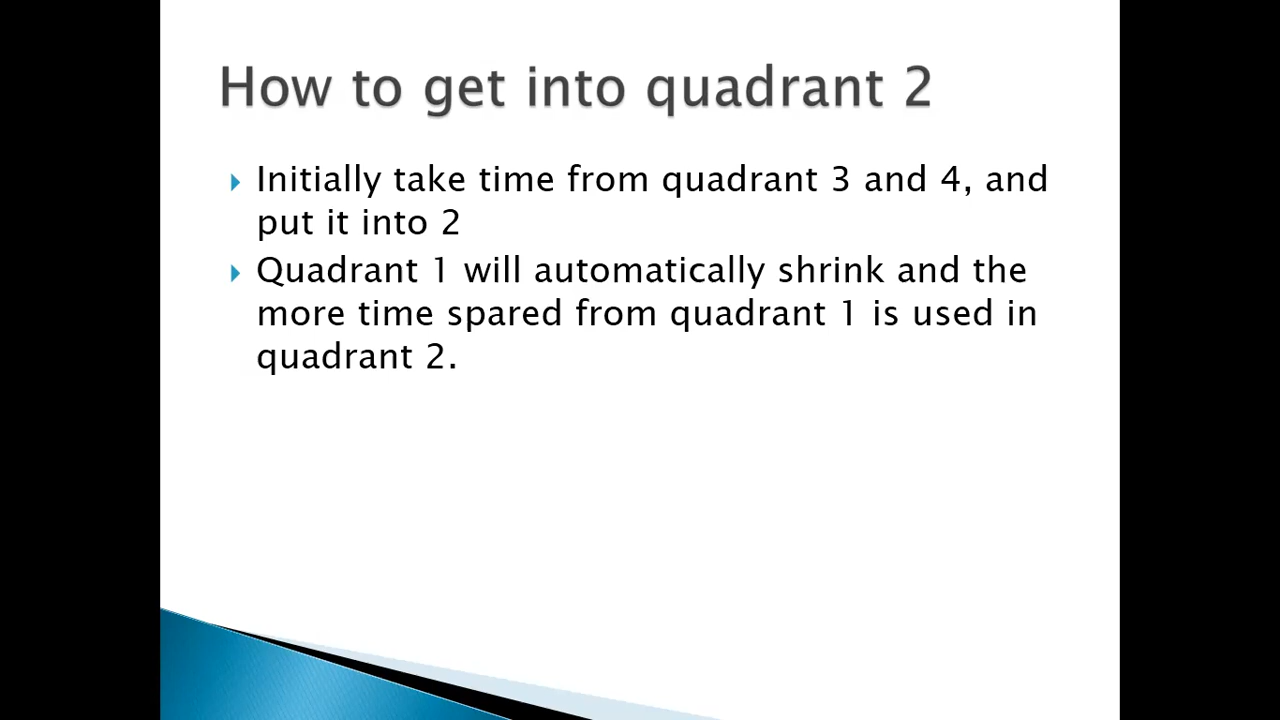 How to get into quadrant 2
Initially take time from quadrant 3 and 4, and
put it into 2
Quadrant 1 will automatically shrink and the
more time spared from quadrant 1 is used in
quadrant 2.